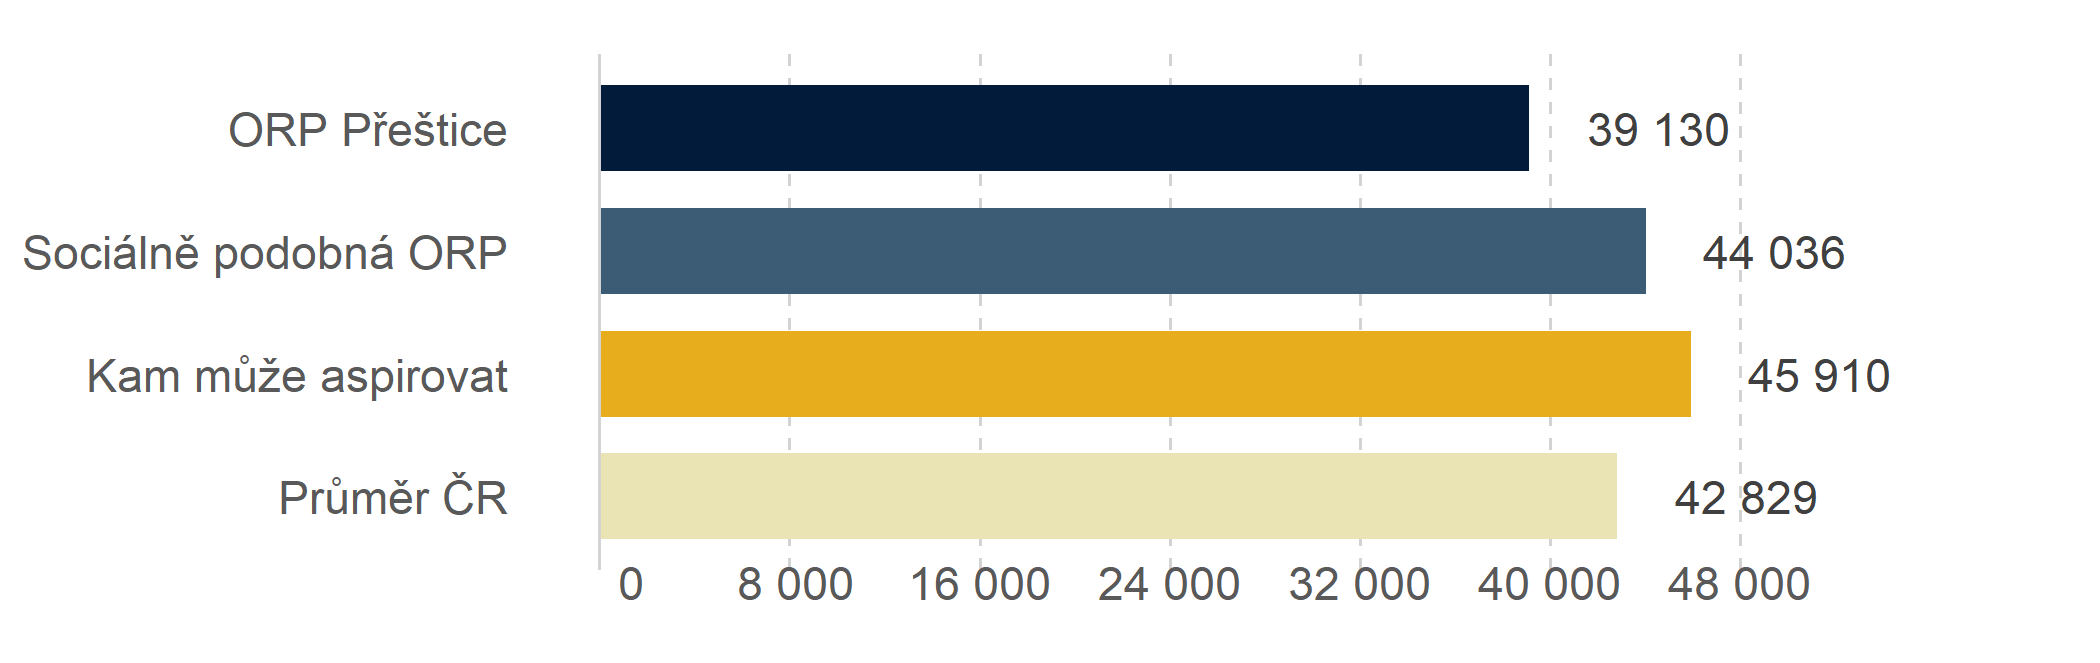 ORP Přeštice
39 130
Sociálně podobná ORP
44 036
Kam může aspirovat
45 910
Průměr ČR
42 829
0 8 000 16 000 24 000 32 000 40 000 48 000